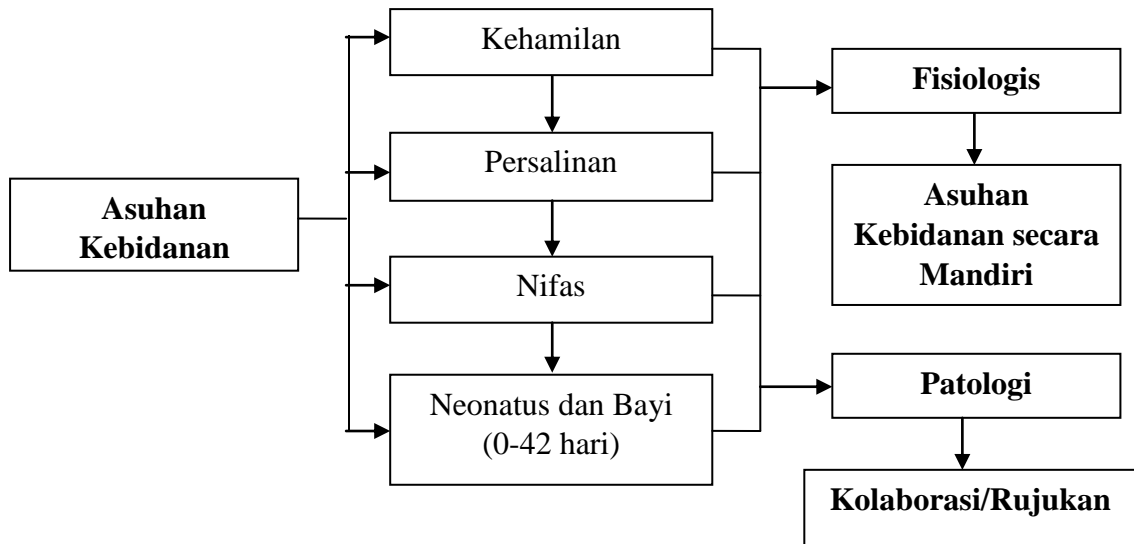 Asuhan
Kebidanan
Kehamilan
Persalinan
Nifas
Neonatus dan Bayi
(0-42 hari)
Fisiologis
Asuhan
Kebidanan secara
Mandiri
Patologi
Kolaborasi/Rujukan